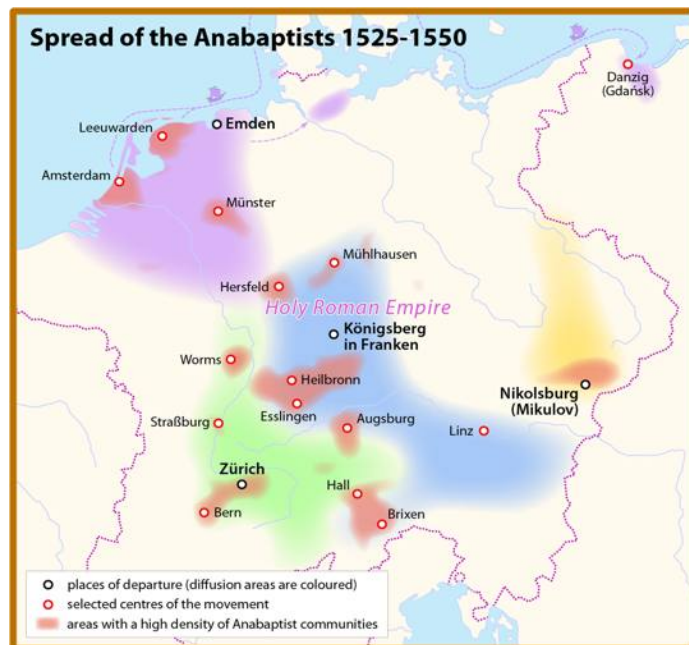 Spread of the Anabaptists 1525-1550
Danzig
(Gdańsk)
Leeuwarden
Emden
Amsterdam
Münster
Mühlhausen
Hersfeld
Holy Roman Empire
Königsberg
in Franken
Worms
Heilbronn
Nikolsburg
(Mikulov)
Esslingen
Straßburg
Augsburg
Linz
Zürich
Hall
Bern
Brixen
places of departure (diffusion areas are coloured)
selected centres of the movement
areas with a high density of Anabaptist communities